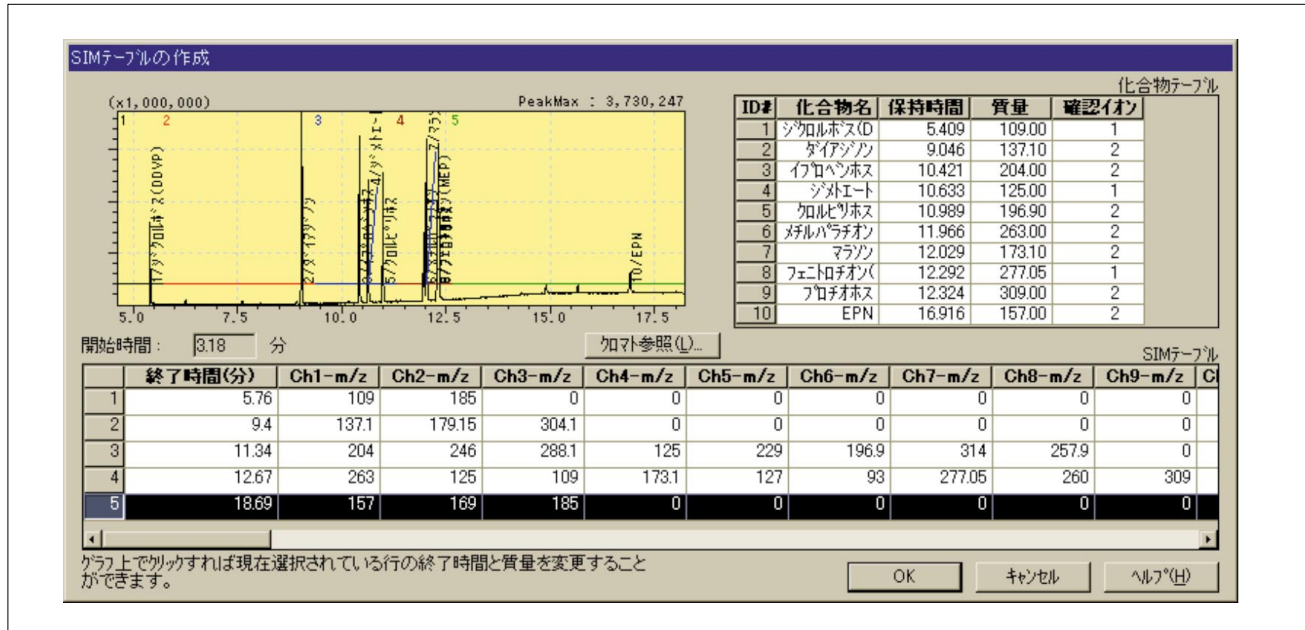 SIMテーブルの作成
化合物テーブル
(x1,000,000) PeakMax : 3,730,247
1 2 3 4 5
1/ジクロルボス(DDVP)
2/ダイアジノン
4/ジメトエート
5/クロルピリホス
10/EPN
5.0 7.5 10.0 12.5 15.0 17.5
ID# 化合物名 保持時間 質量 確認イオン
1 ジクロルボス(D 5.409 109.00 1
2 ダイアジノン 9.046 137.10 2
3 イプロベンホス 10.421 204.00 2
4 ジメトエート 10.633 125.00 1
5 クロルピリホス 10.989 196.90 2
6 メチルパラチオン 11.966 263.00 2
7 マラソン 12.029 173.10 2
8 フェニトロチオン( 12.292 277.05 1
9 プロチオホス 12.324 309.00 2
10 EPN 16.916 157.00 2
開始時間 : 3.18 分
クロマト参照(L)...
SIMテーブル
終了時間(分) Ch1-m/z Ch2-m/z Ch3-m/z Ch4-m/z Ch5-m/z Ch6-m/z Ch7-m/z Ch8-m/z Ch9-m/z
1 5.76 109 185 0 0 0 0 0 0 0
2 9.4 137.1 179.15 304.1 0 0 0 0 0 0
3 11.34 204 246 288.1 125 229 196.9 314 257.9 0
4 12.67 263 125 109 173.1 127 93 277.05 260 309
5 18.69 157 169 185 0 0 0 0 0 0
グラフ上でクリックすれば現在選択されている行の終了時間と質量を変更すること
ができます。
OK キャンセル ヘルプ(H)